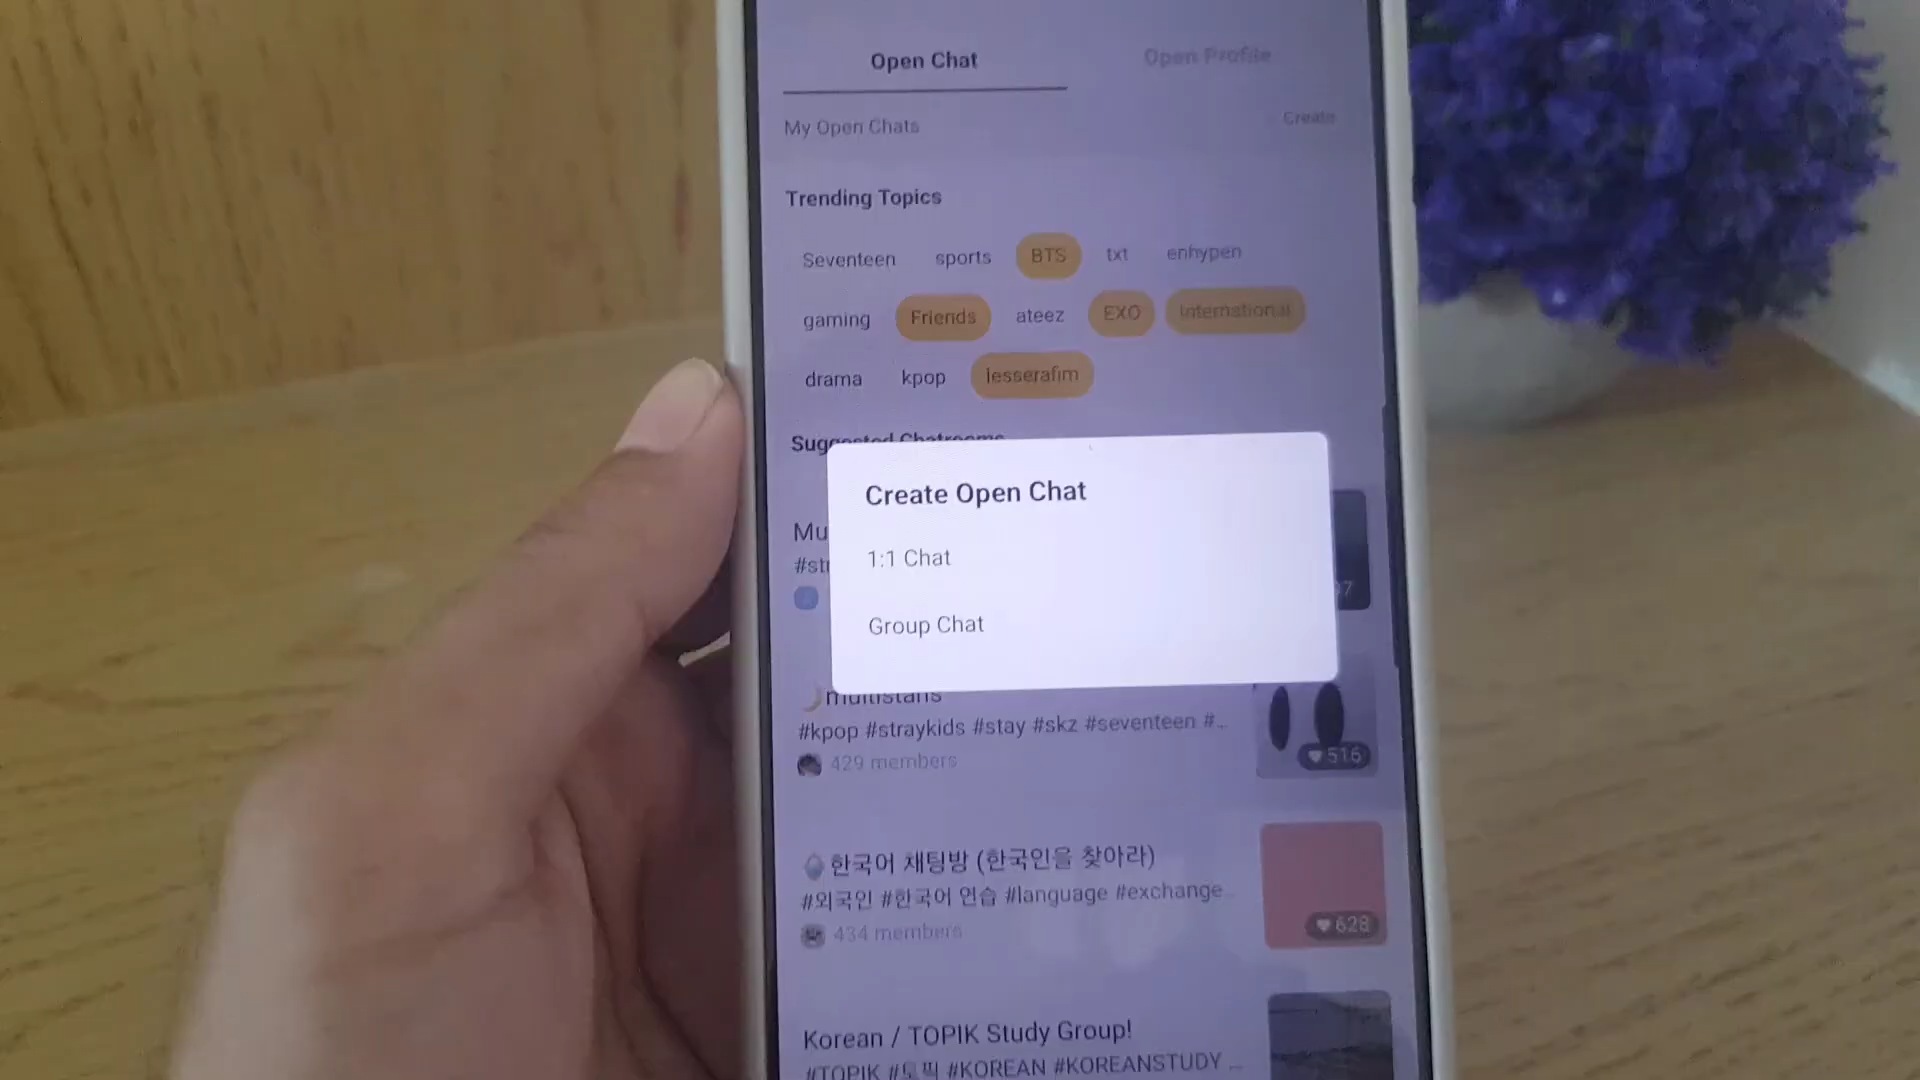 Open Chat Open Profile
My Open Chats Create
Trending Topics
Seventeen sports BTS txt enhypen
gaming Friends ateez EXO International
drama kpop lesserafim
Suggested Chatrooms
Create Open Chat
Mu
1:1 Chat
#str
Group Chat
multistans
#kpop #straykids #stay #skz #seventeen #...
429 members
516
한국어 채팅방 (한국인을 찾아라)
#외국인 #한국어 연습 #language #exchange...
434 members
628
Korean / TOPIK Study Group!
#TOPIK #토픽 #KOREAN #KOREANSTUDY ...